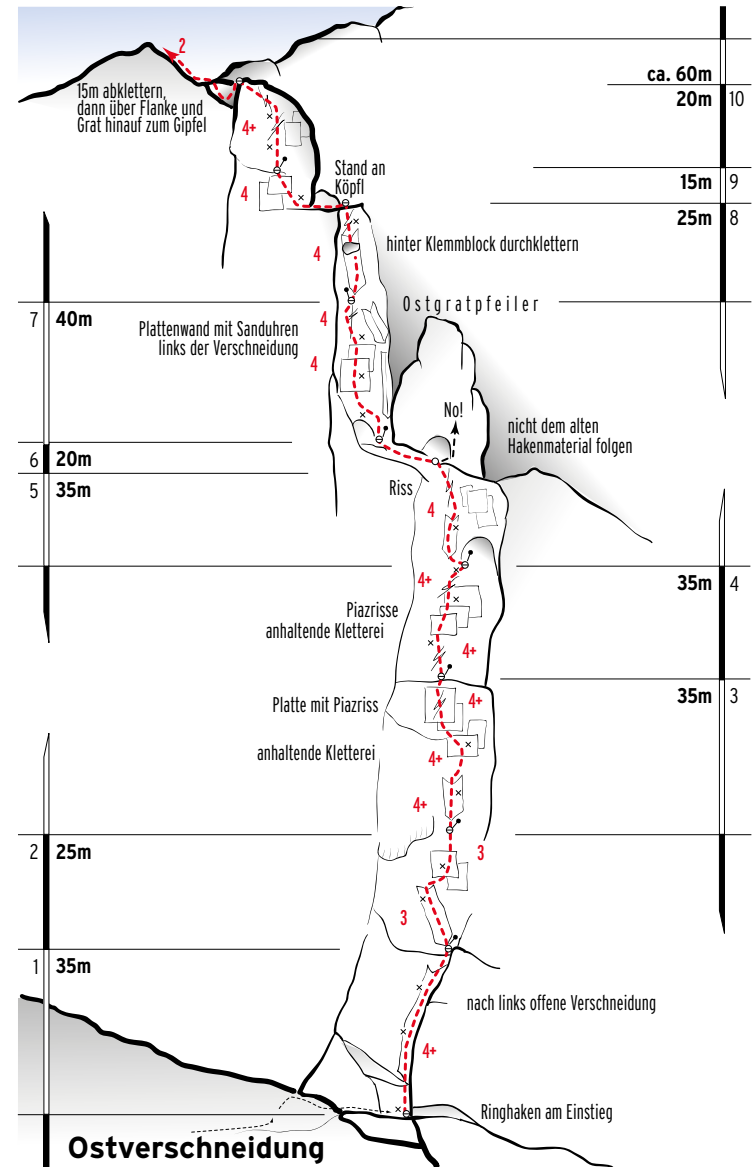 2
15m abklettern,
dann über Flanke und
Grat hinauf zum Gipfel
ca. 60m
20m 10
4+
Stand an
Köpfl
15m 9
4
25m 8
hinter Klemmblock durchklettern
4
Ostgratpfeiler
7 40m
4
Plattenwand mit Sanduhren
links der Verschneidung
4
No!
nicht dem alten
Hakenmaterial folgen
6 20m
5 35m
Riss
4
4+
35m 4
Piazrisse
anhaltende Kletterei
4+
Platte mit Piazriss
4+
35m 3
anhaltende Kletterei
4+
4+
2 25m
3
3
1 35m
nach links offene Verschneidung
4+
Ringhaken am Einstieg
Ostverschneidung